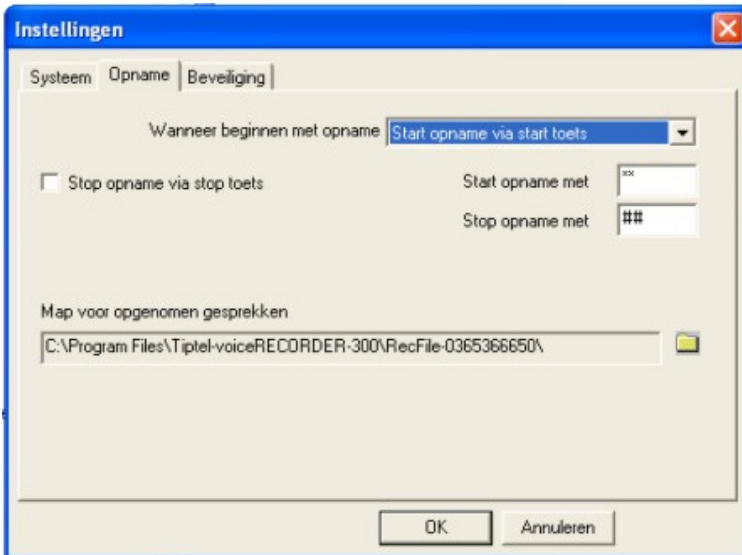 Instellingen
Systeem Opname Beveiliging
Wanneer beginnen met opname Start opname via start toets
Stop opname via stop toets Start opname met **
Stop opname met ##
Map voor opgenomen gesprekken
C:\Program Files\Tiptel-voiceRECORDER-300\RecFile-0365366650\
OK Annuleren